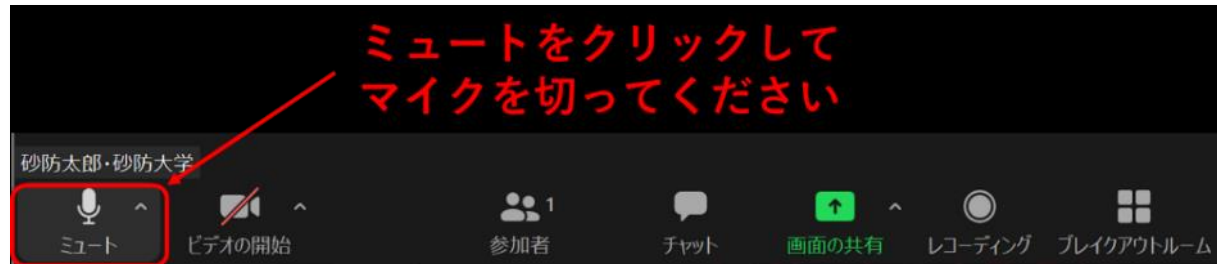 ミュートをクリックして
マイクを切ってください
砂防太郎・砂防大学
ミュート
ビデオの開始
1
参加者
チャット
画面の共有
レコーディング
ブレイクアウトルーム